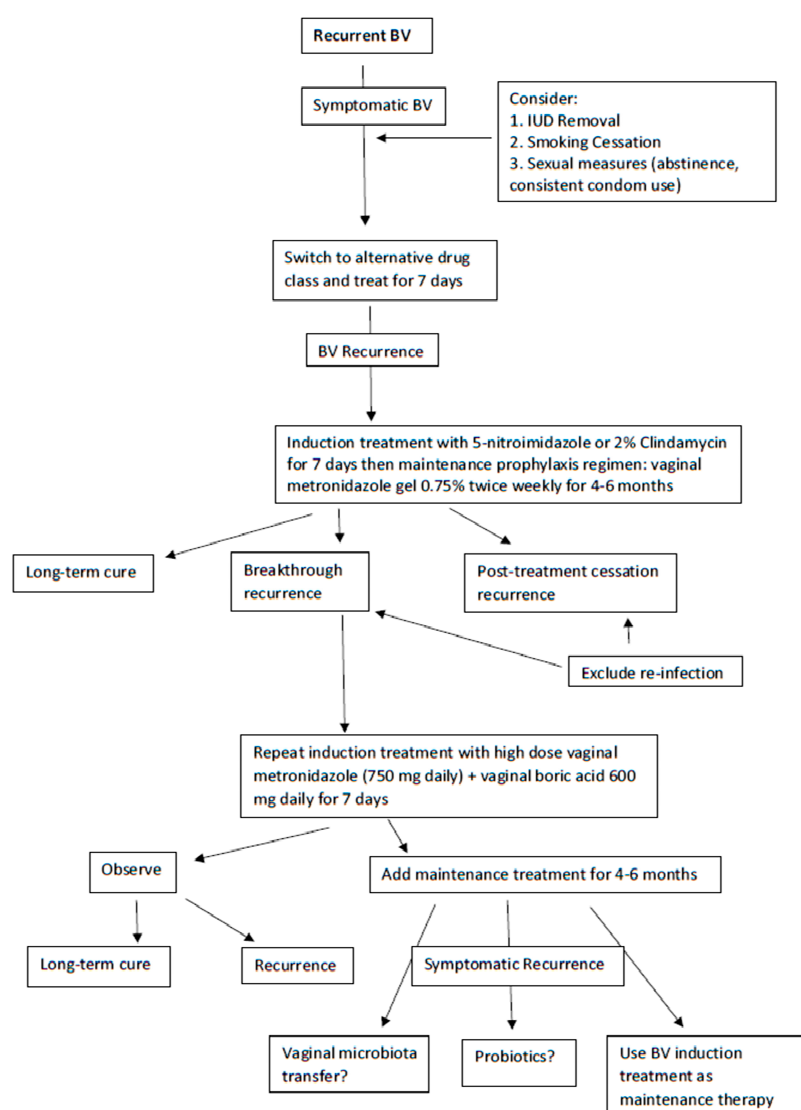 Recurrent BV
Symptomatic BV
Consider:
1. IUD Removal
2. Smoking Cessation
3. Sexual measures (abstinence,
consistent condom use)
Switch to alternative drug
class and treat for 7 days
BV Recurrence
Induction treatment with 5-nitroimidazole or 2% Clindamycin
for 7 days then maintenance prophylaxis regimen: vaginal
metronidazole gel 0.75% twice weekly for 4-6 months
Long-term cure
Breakthrough
recurrence
Post-treatment cessation
recurrence
Exclude re-infection
Repeat induction treatment with high dose vaginal
metronidazole (750 mg daily) + vaginal boric acid 600
mg daily for 7 days
Observe
Add maintenance treatment for 4-6 months
Long-term cure
Recurrence
Symptomatic Recurrence
Vaginal microbiota
transfer?
Probiotics?
Use BV induction
treatment as
maintenance therapy